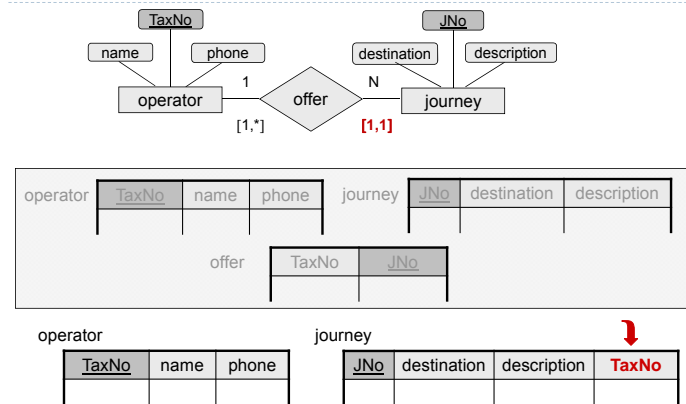 TaxNo JNo
name phone destination description
1 N
operator offer journey
[1,*] [1,1]
operator TaxNo name phone journey JNo destination description
offer TaxNo JNo
operator journey
TaxNo name phone JNo destination description TaxNo